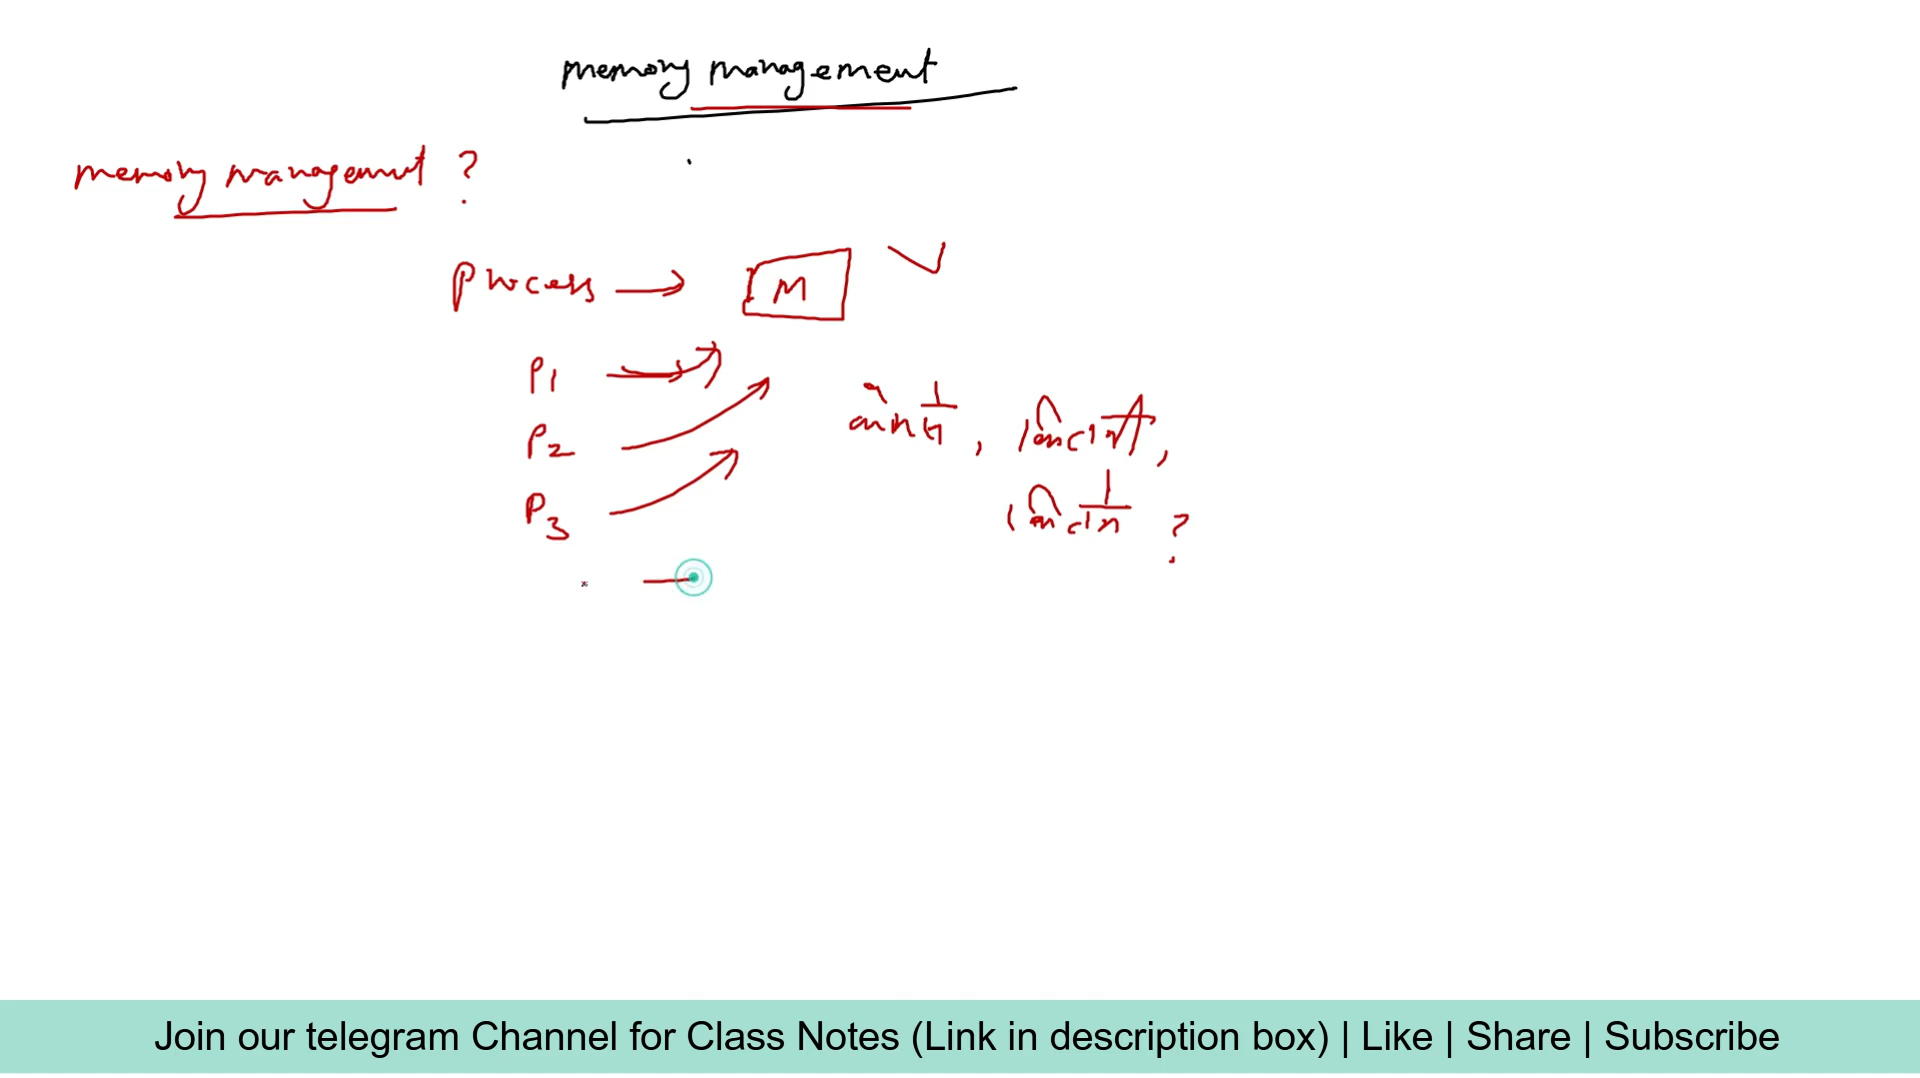 memory management
memory management ?
Process → M
P1
P2
P3
Join our telegram Channel for Class Notes (Link in description box) | Like | Share | Subscribe